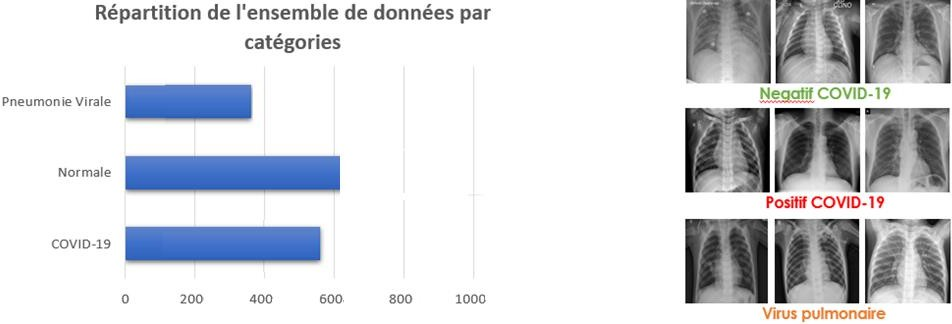 Répartition de l'ensemble de données par
catégories
Pneumonie Virale
Normale
COVID-19
0 200 400 600 800 1000
Negatif COVID-19
Positif COVID-19
Virus pulmonaire